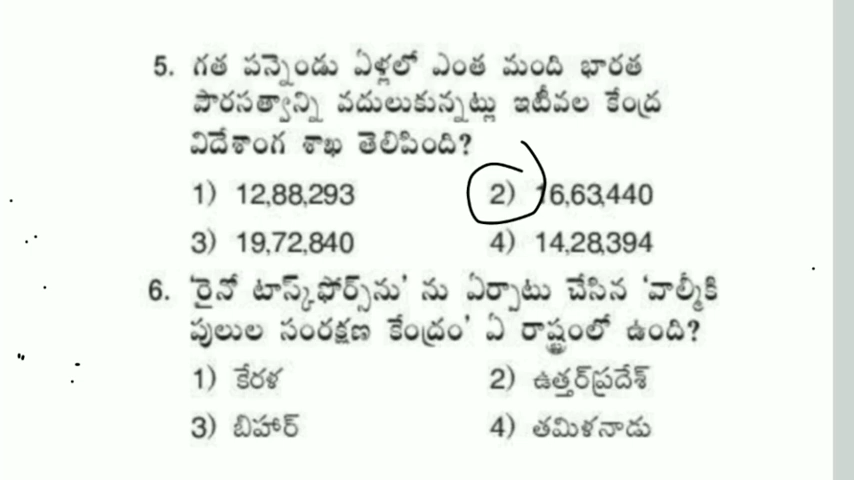 5. గత పన్నెండు ఏళ్లలో ఎంత మంది భారత
పౌరసత్వాన్ని వదులుకున్నట్లు ఇటీవల కేంద్ర
విదేశాంగ శాఖ తెలిపింది?
1) 12,88,293 2) 16,63,440
3) 19,72,840 4) 14,28,394
6. 'రైనో టాస్క్‌ఫోర్స్‌ను' ను ఏర్పాటు చేసిన 'వాల్మీకి
పులుల సంరక్షణ కేంద్రం' ఏ రాష్ట్రంలో ఉంది?
1) కేరళ 2) ఉత్తర్‌ప్రదేశ్
3) బిహార్ 4) తమిళనాడు